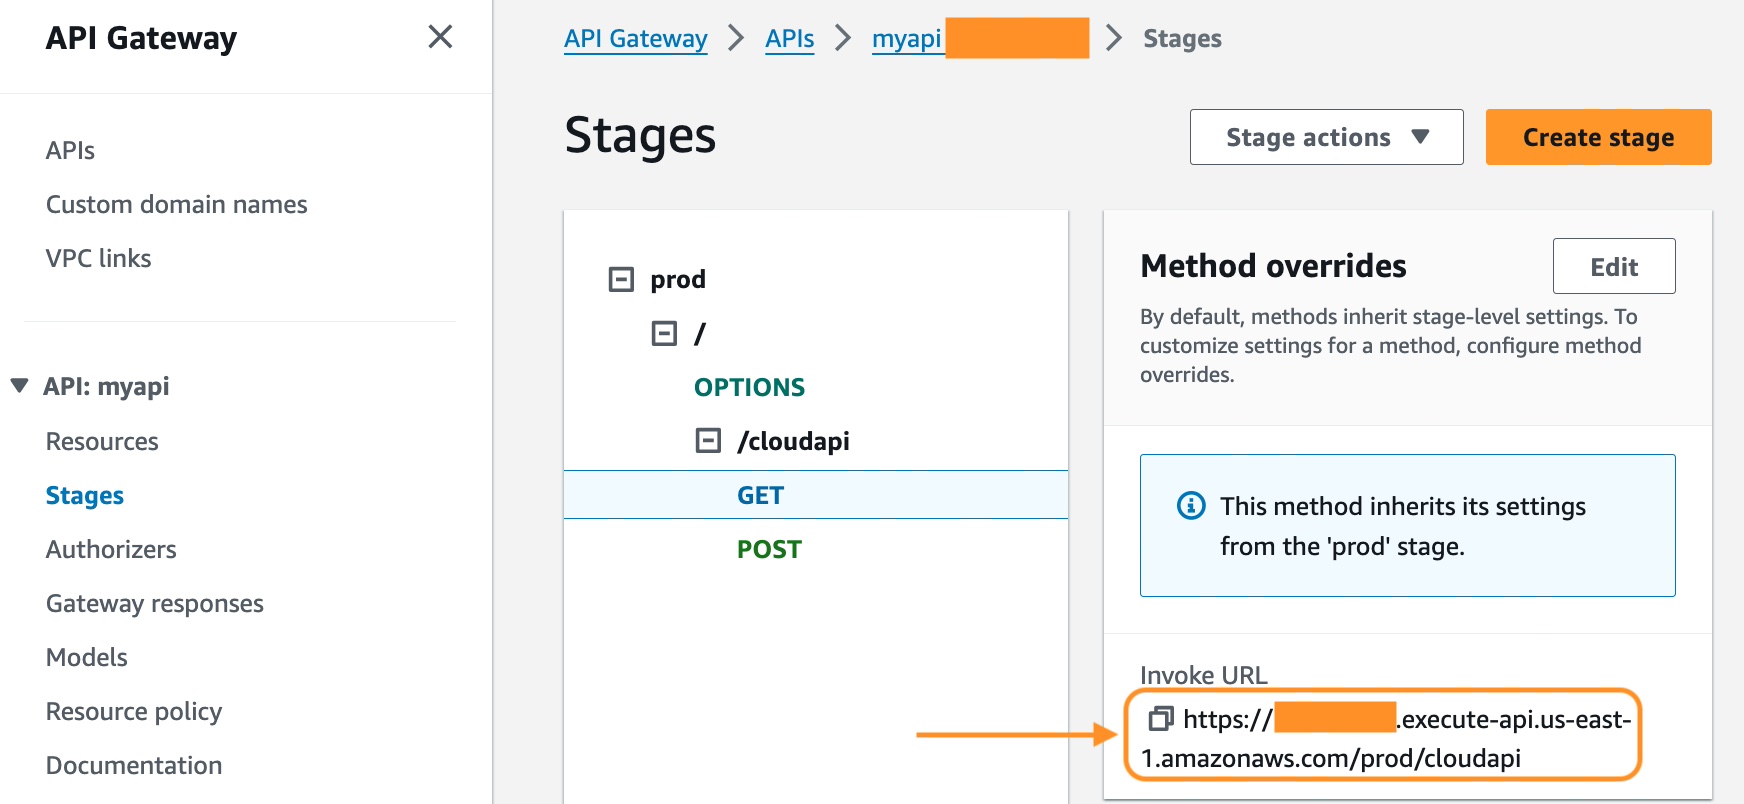 API Gateway
APIs
Custom domain names
VPC links
API: myapi
Resources
Stages
Authorizers
Gateway responses
Models
Resource policy
Documentation
API Gateway > APIs > myapi > Stages
Stages
Stage actions
Create stage
prod
/
OPTIONS
/cloudapi
GET
POST
Method overrides
Edit
By default, methods inherit stage-level settings. To
customize settings for a method, configure method
overrides.
This method inherits its settings
from the 'prod' stage.
Invoke URL
https:// .execute-api.us-east-
1.amazonaws.com/prod/cloudapi